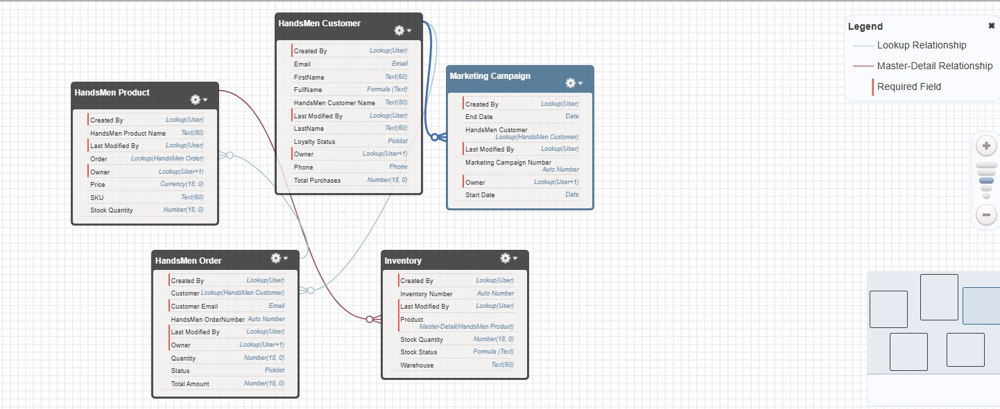 HandsMen Customer
Created By Lookup(User)
Email Email
FirstName Text(60)
FullName Formula (Text)
HandsMen Customer Name Text(80)
Last Modified By Lookup(User)
LastName Text(60)
Loyalty Status Picklist
Owner Lookup(User+1)
Phone Phone
Total Purchases Number(18, 0)
Marketing Campaign
Created By Lookup(User)
End Date Date
HandsMen Customer
Lookup(HandsMen Customer)
Last Modified By Lookup(User)
Marketing Campaign Number
Auto Number
Owner Lookup(User+1)
Start Date Date
HandsMen Product
Created By Lookup(User)
HandsMen Product Name Text(80)
Last Modified By Lookup(User)
Order Lookup(HandsMen Order)
Owner Lookup(User+1)
Price Currency(18, 0)
SKU Text(60)
Stock Quantity Number(18, 0)
HandsMen Order
Created By Lookup(User)
Customer Lookup(HandsMen Customer)
Customer Email Email
HandsMen OrderNumber Auto Number
Last Modified By Lookup(User)
Owner Lookup(User+1)
Quantity Number(18, 0)
Status Picklist
Total Amount Number(18, 0)
Inventory
Created By Lookup(User)
Inventory Number Auto Number
Last Modified By Lookup(User)
Product
Master-Detail(HandsMen Product)
Stock Quantity Number(18, 0)
Stock Status Formula (Text)
Warehouse Text(60)
Legend
Lookup Relationship
Master-Detail Relationship
Required Field